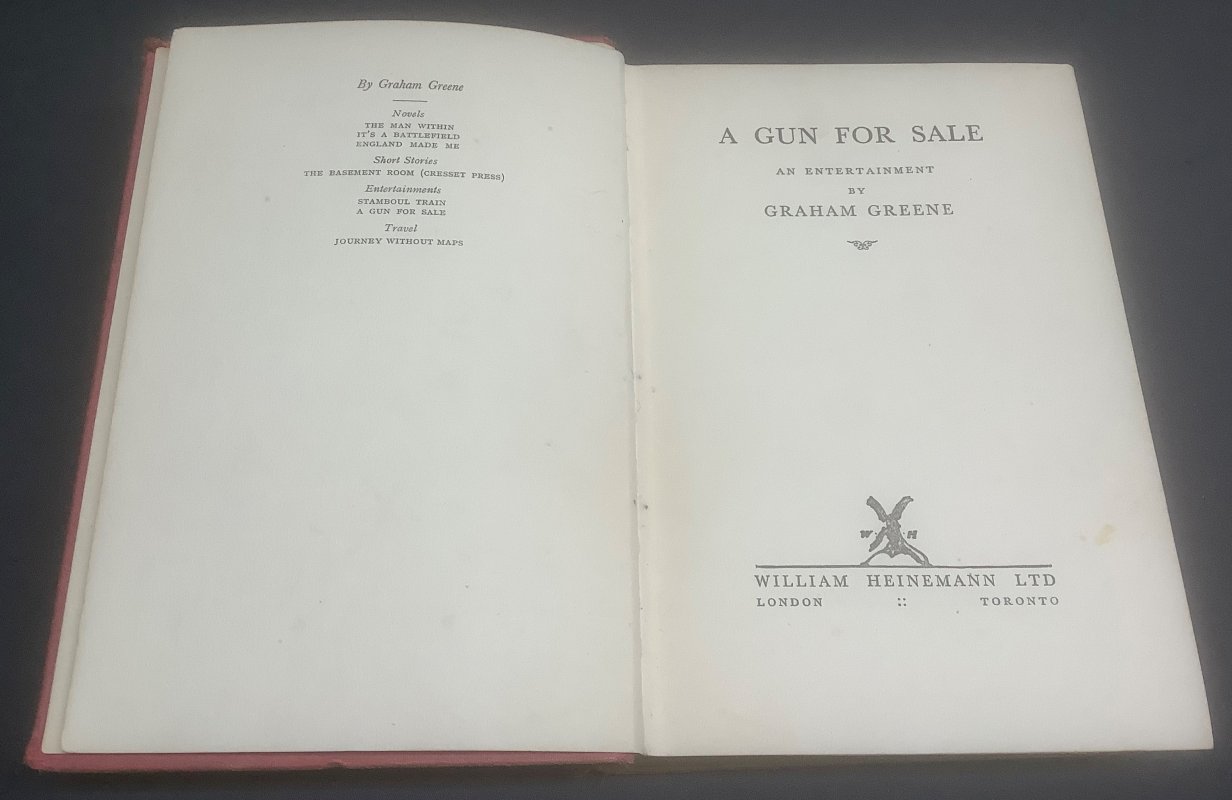 By Graham Greene
Novels
THE MAN WITHIN
IT'S A BATTLEFIELD
ENGLAND MADE ME
Short Stories
THE BASEMENT ROOM (CRESSET PRESS)
Entertainments
STAMBOUL TRAIN
A GUN FOR SALE
Travel
JOURNEY WITHOUT MAPS
A GUN FOR SALE
AN ENTERTAINMENT
BY
GRAHAM GREENE
W H
WILLIAM HEINEMANN LTD
LONDON :: TORONTO